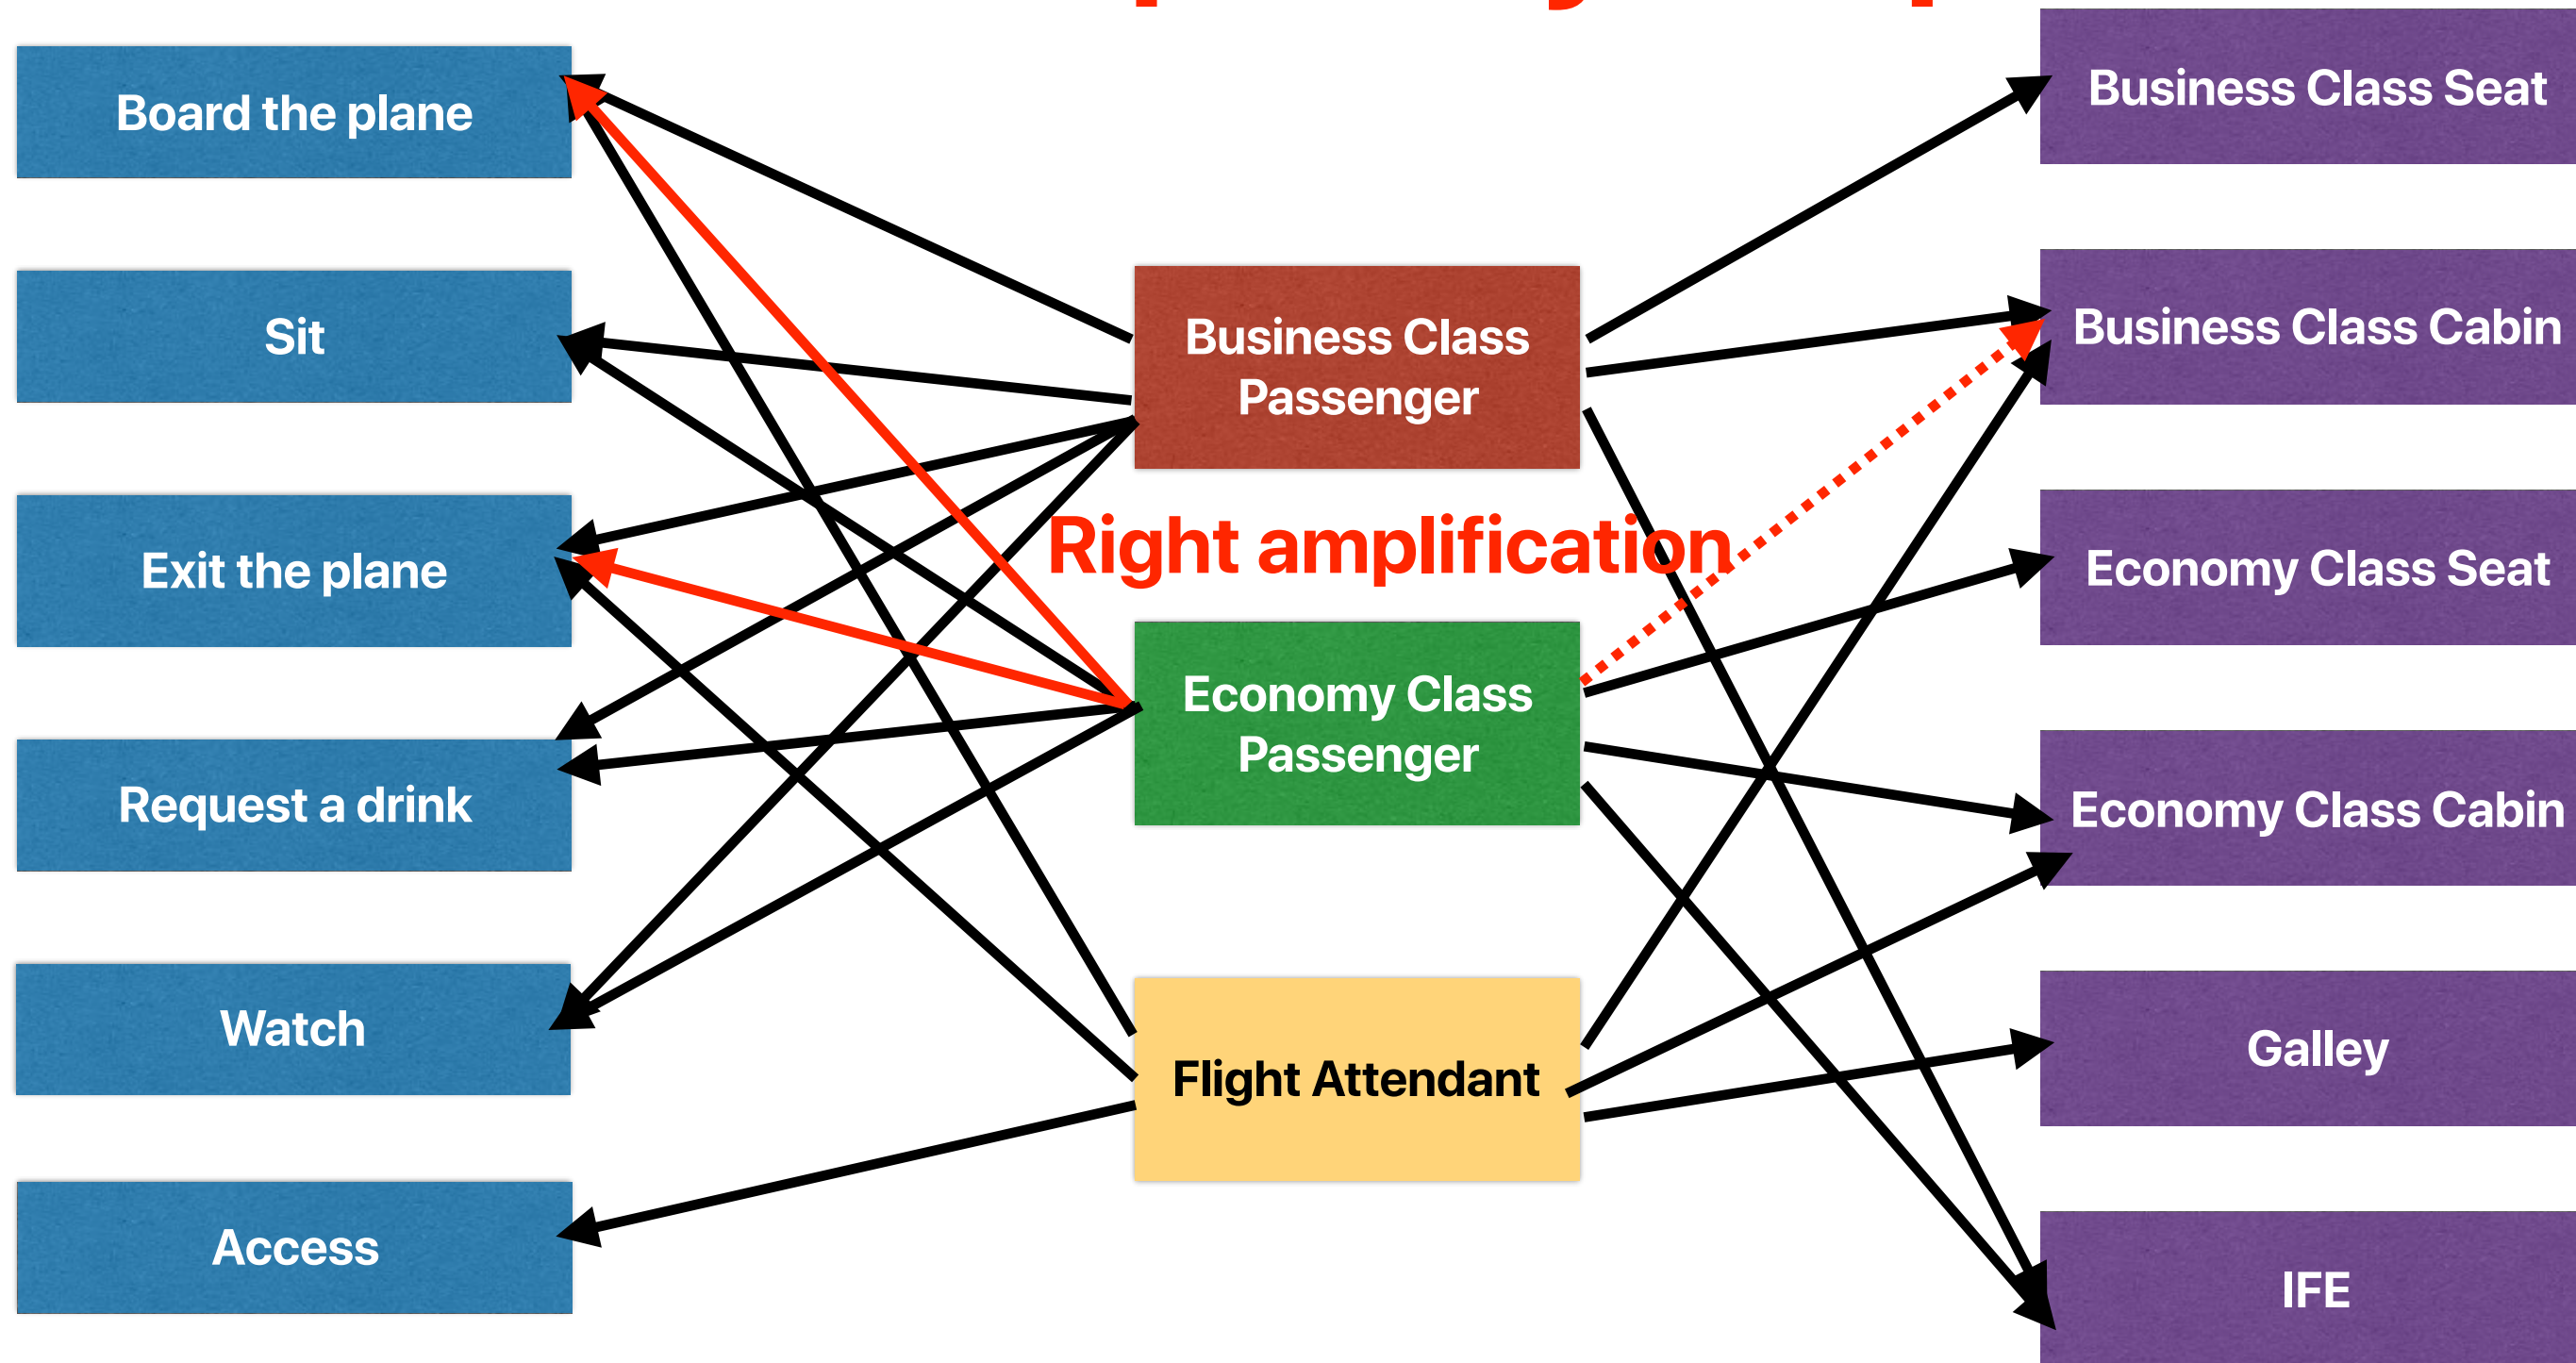 Board the plane
Sit
Exit the plane
Request a drink
Watch
Access
Business Class
Passenger
Right amplification
Economy Class
Passenger
Flight Attendant
Business Class Seat
Business Class Cabin
Economy Class Seat
Economy Class Cabin
Galley
IFE